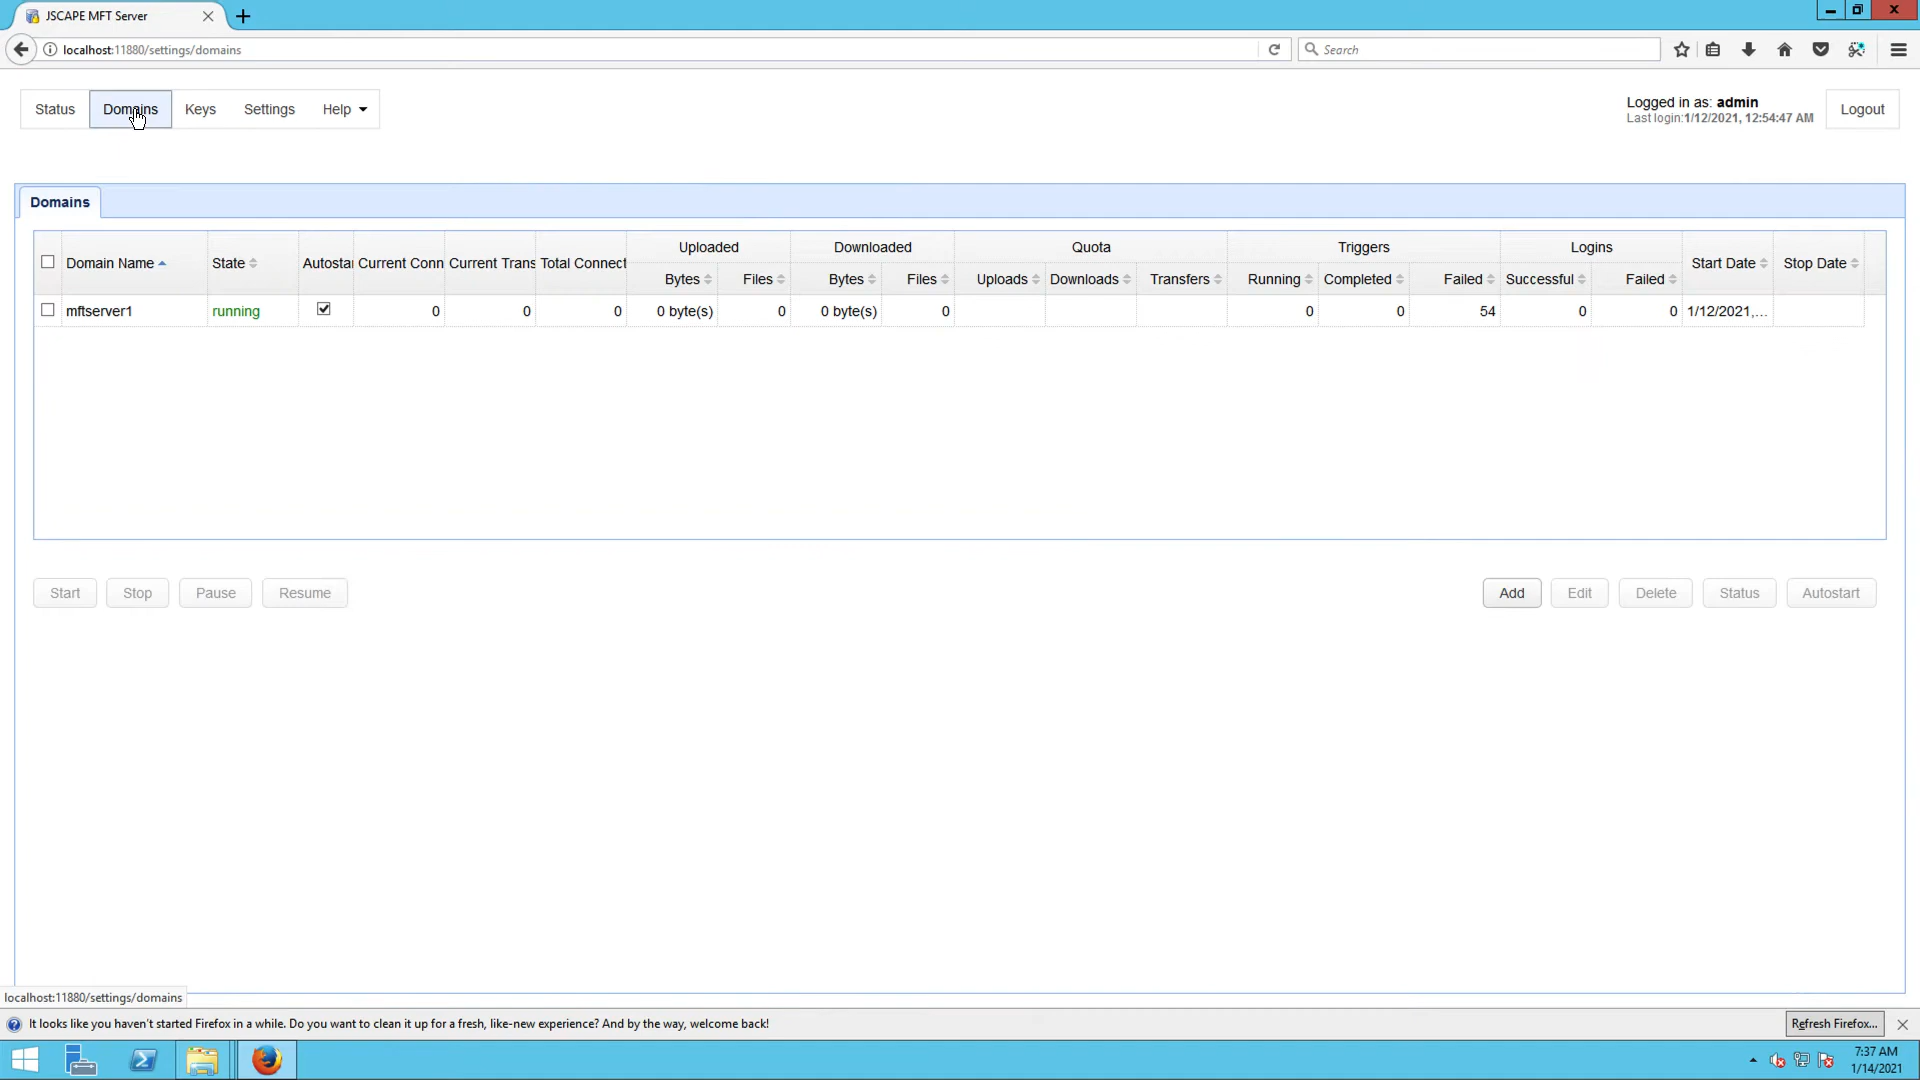 JSCAPE MFT Server
localhost:11880/settings/domains
Search
Status Domains Keys Settings Help
Logged in as: admin
Last login:1/12/2021, 12:54:47 AM
Logout
Domains
Uploaded Downloaded Quota Triggers Logins
Domain Name State Autostar Current Conn Current Trans Total Connect Start Date Stop Date
Bytes Files Bytes Files Uploads Downloads Transfers Running Completed Failed Successful Failed
mftserver1 running 0 0 0 0 byte(s) 0 0 byte(s) 0 0 0 54 0 0 1/12/2021,...
Start Stop Pause Resume Add Edit Delete Status Autostart
localhost:11880/settings/domains
It looks like you haven't started Firefox in a while. Do you want to clean it up for a fresh, like-new experience? And by the way, welcome back!
Refresh Firefox...
7:37 AM
1/14/2021